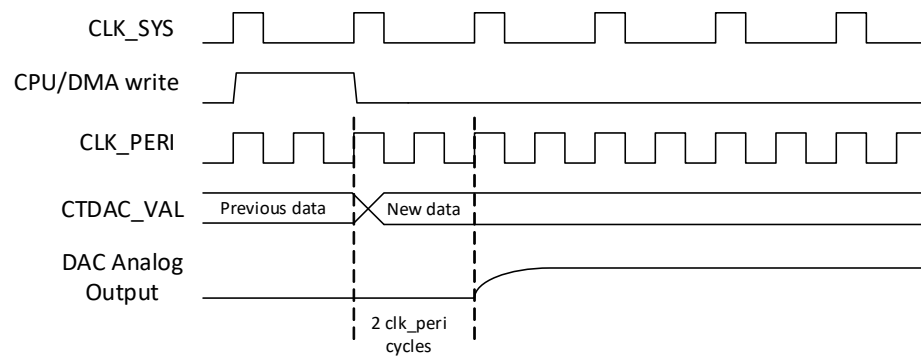 CLK_SYS
CPU/DMA write
CLK_PERI
CTDAC_VAL
Previous data
New data
DAC Analog
Output
2 clk_peri
cycles